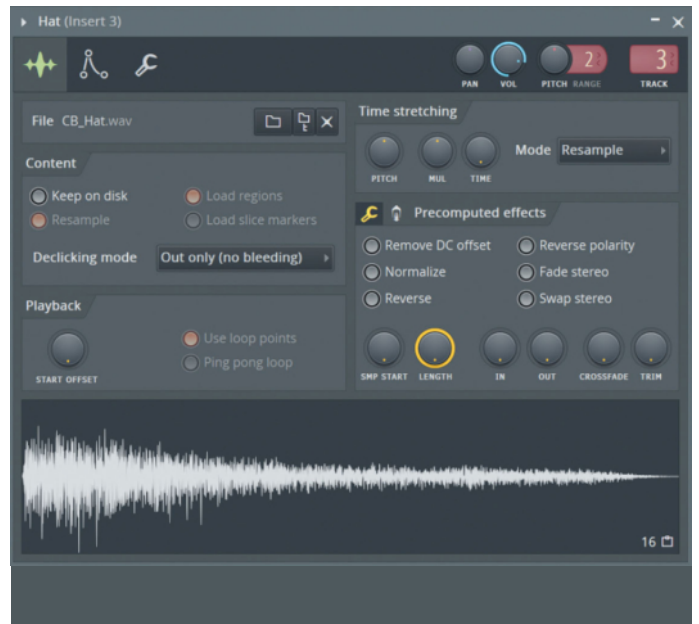 Hat (Insert 3)
PAN VOL PITCH RANGE 2 3 TRACK
File CB_Hat.wav
Content
Keep on disk Load regions
Resample Load slice markers
Declicking mode Out only (no bleeding)
Playback
START OFFSET
Use loop points
Ping pong loop
Time stretching
PITCH MUL TIME
Mode Resample
Precomputed effects
Remove DC offset Reverse polarity
Normalize Fade stereo
Reverse Swap stereo
SMP START LENGTH IN OUT CROSSFADE TRIM
16